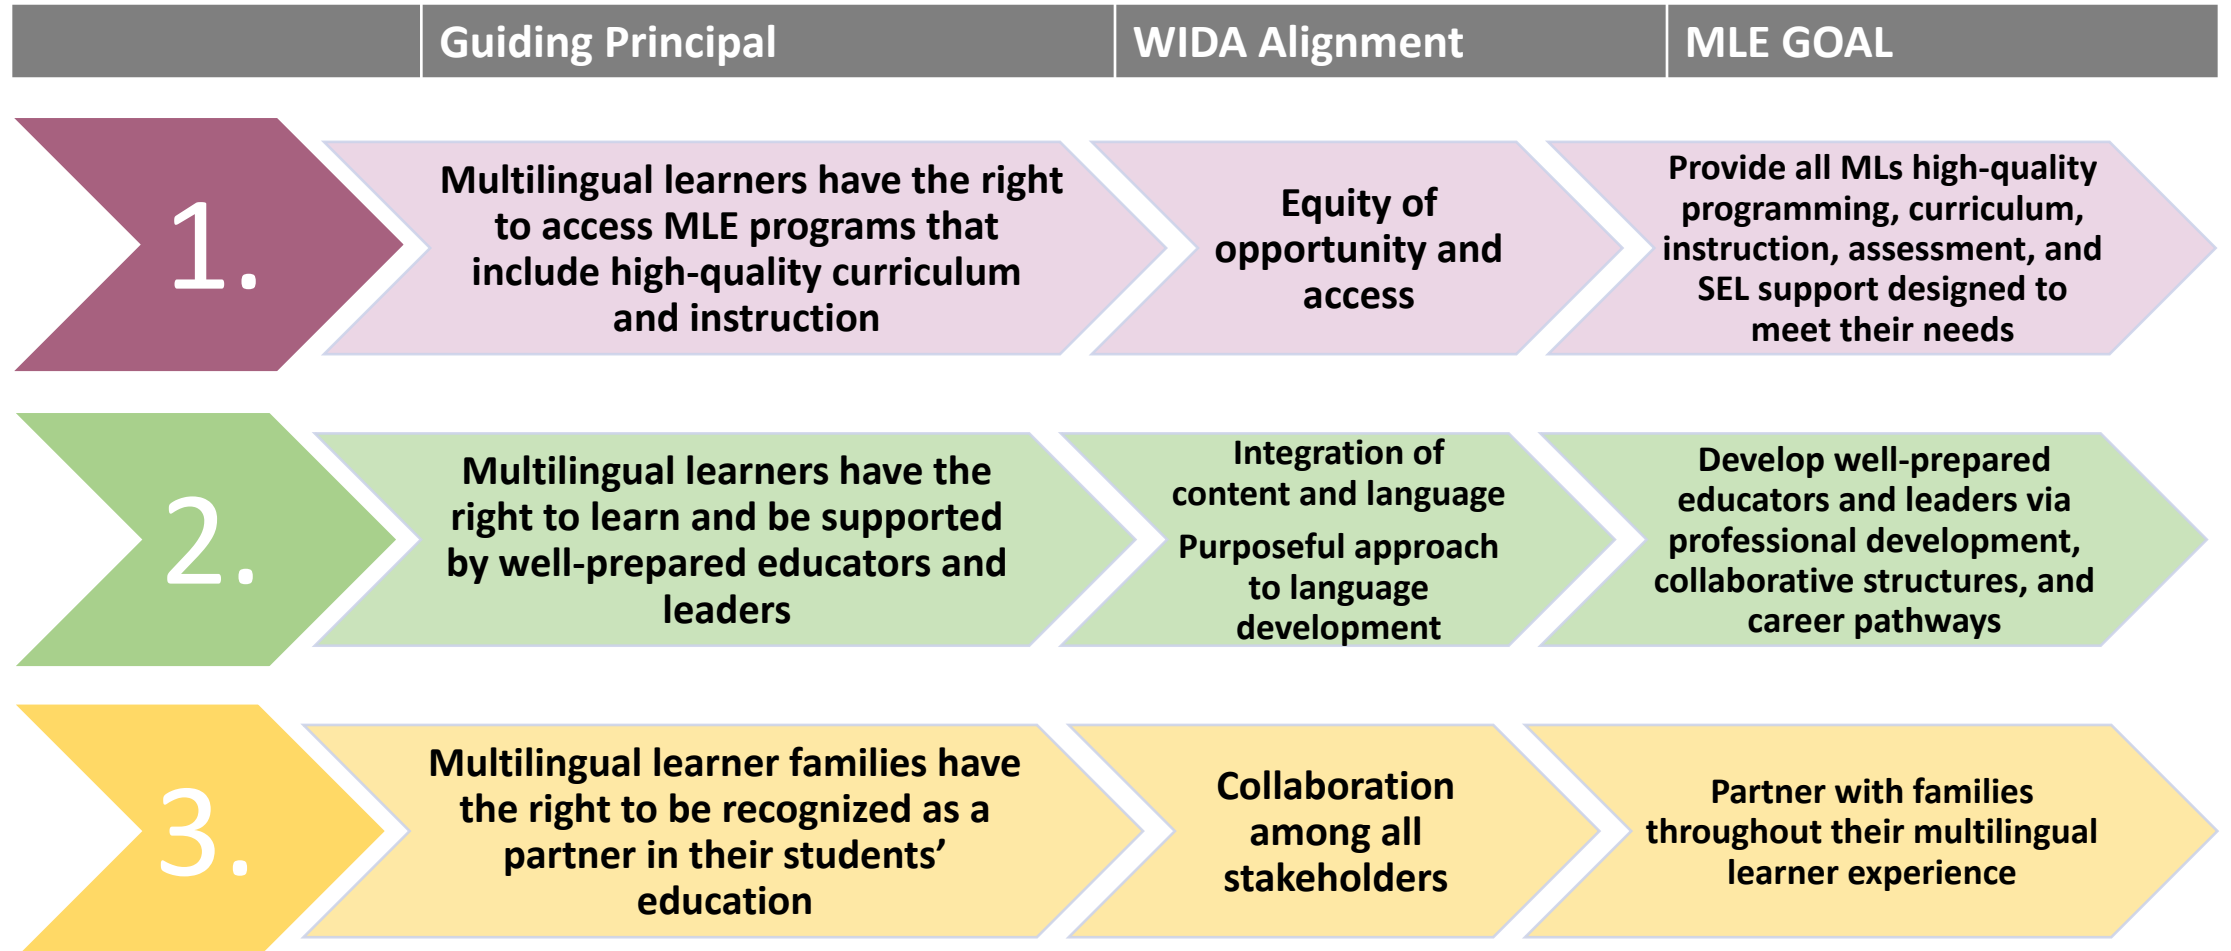 Guiding Principal
WIDA Alignment
MLE GOAL
1.
Multilingual learners have the right
to access MLE programs that
include high-quality curriculum
and instruction
Equity of
opportunity and
access
Provide all MLs high-quality
programming, curriculum,
instruction, assessment, and
SEL support designed to
meet their needs
2.
Multilingual learners have the
right to learn and be supported
by well-prepared educators and
leaders
Integration of
content and language
Purposeful approach
to language
development
Develop well-prepared
educators and leaders via
professional development,
collaborative structures, and
career pathways
3.
Multilingual learner families have
the right to be recognized as a
partner in their students’
education
Collaboration
among all
stakeholders
Partner with families
throughout their multilingual
learner experience